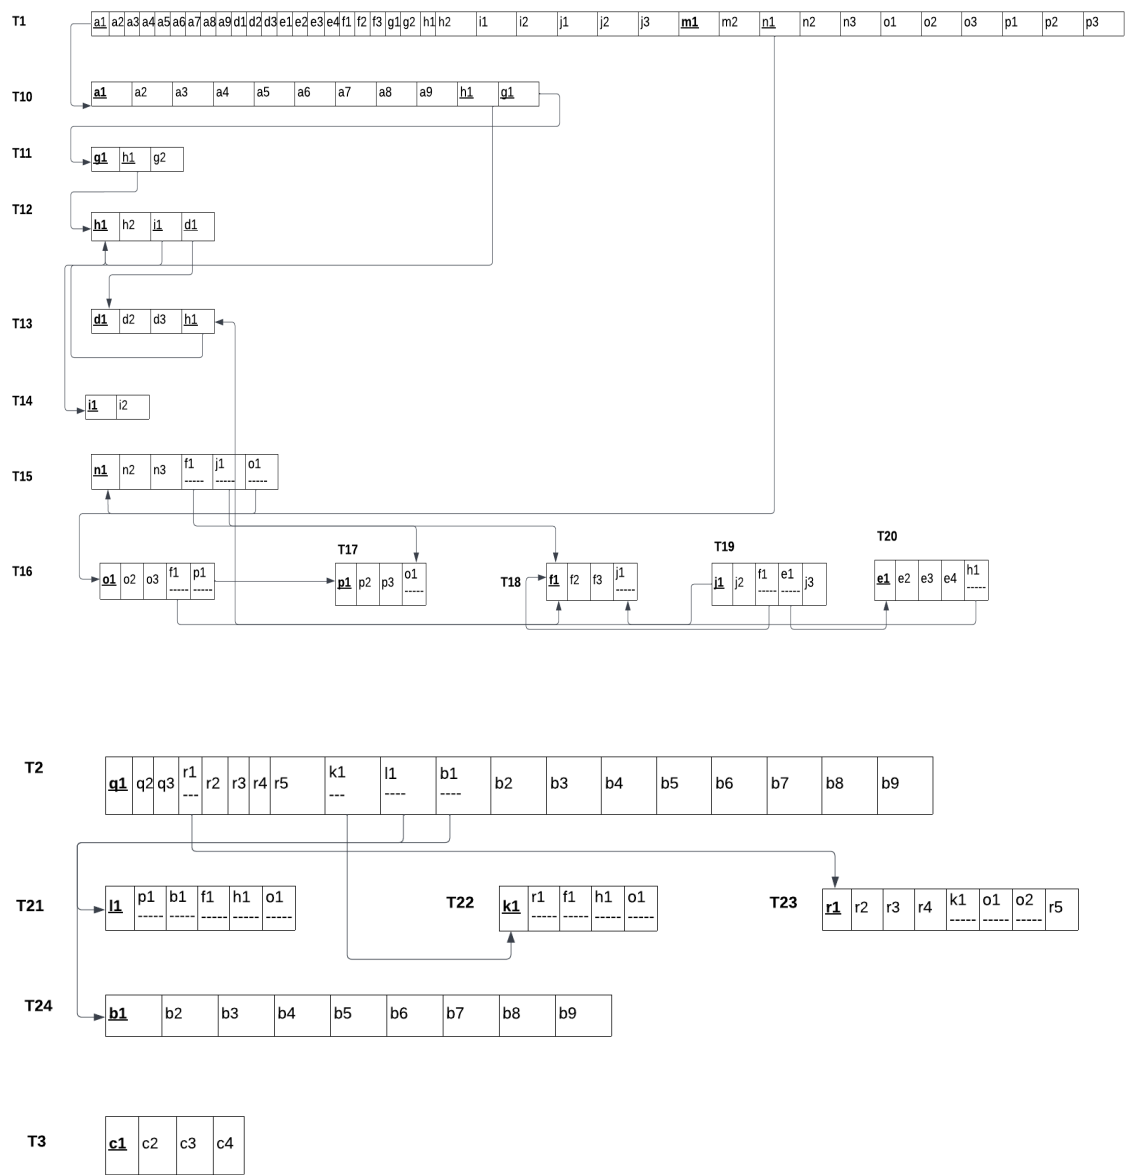 T1 a1 a2 a3 a4 a5 a6 a7 a8 a9 d1 d2 d3 e1 e2 e3 e4 f1 f2 f3 g1 g2 h1 h2 i1 i2 j1 j2 j3 m1 m2 n1 n2 n3 o1 o2 o3 p1 p2 p3
T10 a1 a2 a3 a4 a5 a6 a7 a8 a9 h1 g1
T11 g1 h1 g2
T12 h1 h2 i1 d1
T13 d1 d2 d3 h1
T14 i1 i2
T15 n1 n2 n3 f1 j1 o1
T16 o1 o2 o3 f1 p1
T17 p1 p2 p3 o1
T18 f1 f2 f3 j1
T19 j1 j2 f1 e1 j3
T20 e1 e2 e3 e4 h1
T2 q1 q2 q3 r1 r2 r3 r4 r5 k1 l1 b1 b2 b3 b4 b5 b6 b7 b8 b9
T21 l1 p1 b1 f1 h1 o1
T22 k1 r1 f1 h1 o1
T23 r1 r2 r3 r4 k1 o1 o2 r5
T24 b1 b2 b3 b4 b5 b6 b7 b8 b9
T3 c1 c2 c3 c4